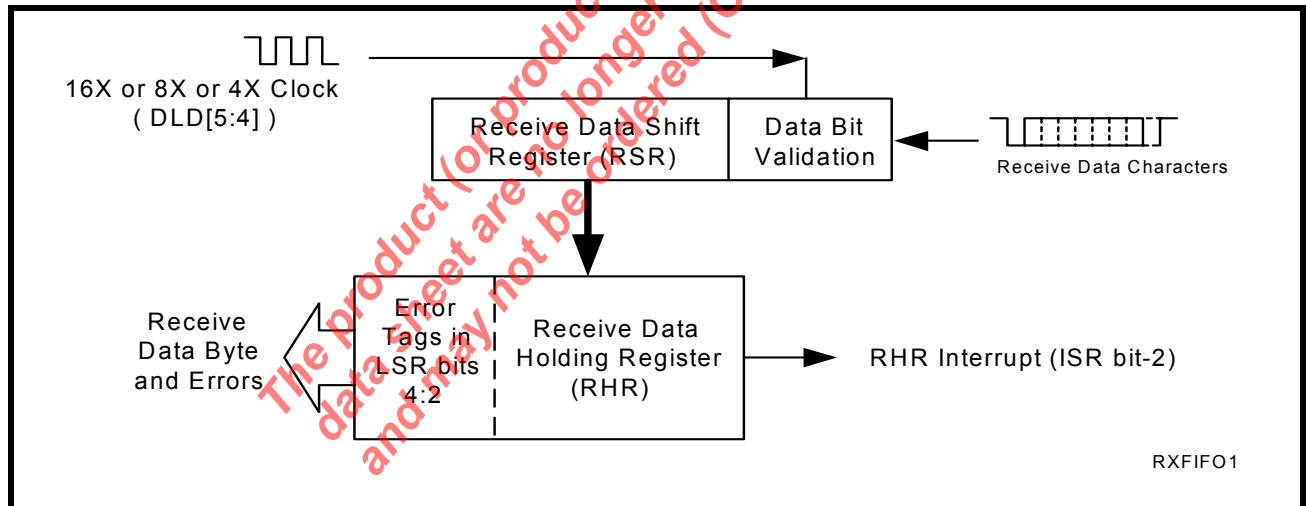 16X or 8X or 4X Clock
( DLD[5:4] )
Receive Data Shift
Register (RSR)
Data Bit
Validation
Receive Data Characters
Receive
Data Byte
and Errors
Error
Tags in
LSR bits
4:2
Receive Data
Holding Register
(RHR)
RHR Interrupt (ISR bit-2)
RXFIFO1
The product (or produc
data sheet are no longer
and may not be ordered (